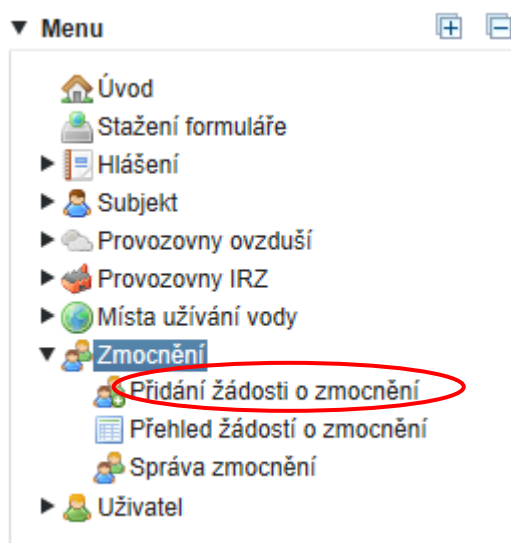 Menu
Úvod
Stažení formuláře
Hlášení
Subjekt
Provozovny ovzduší
Provozovny IRZ
Místa užívání vody
Zmocnění
Přidání žádosti o zmocnění
Přehled žádostí o zmocnění
Správa zmocnění
Uživatel